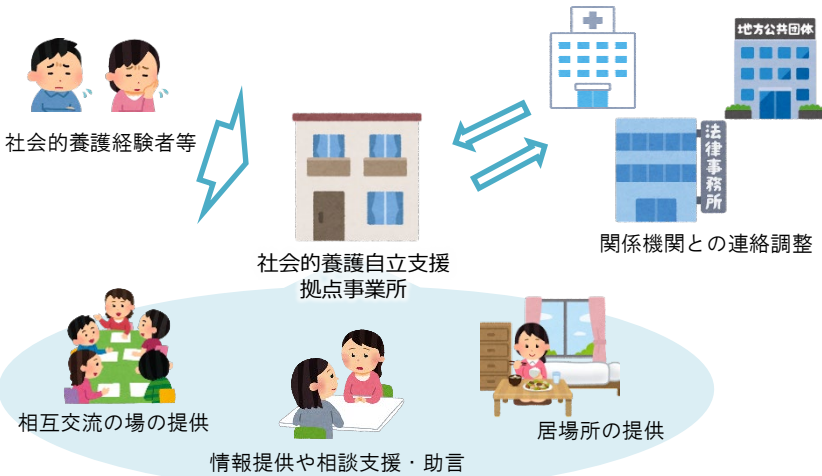 地方公共団体
法律事務所
社会的養護経験者等
関係機関との連絡調整
社会的養護自立支援
拠点事業所
相互交流の場の提供
居場所の提供
情報提供や相談支援・助言